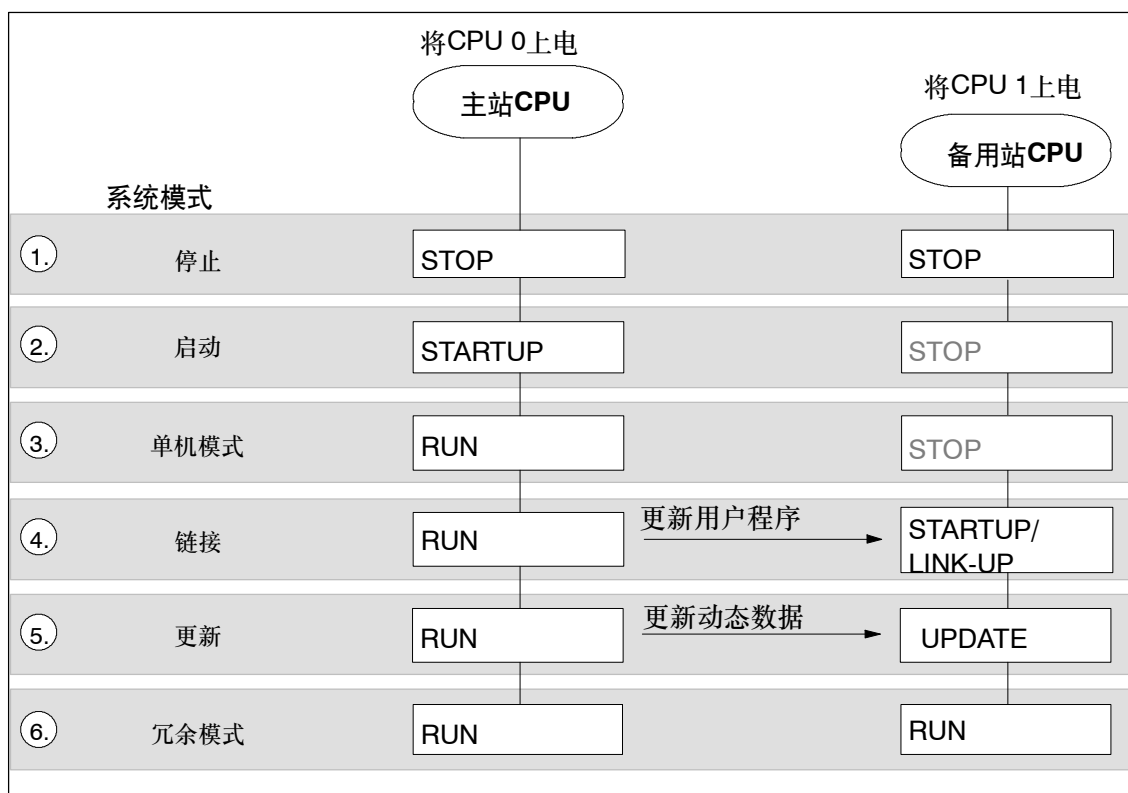 将CPU 0上电
主站CPU
将CPU 1上电
备用站CPU
系统模式
1. 停止 STOP STOP
2. 启动 STARTUP STOP
3. 单机模式 RUN STOP
4. 链接 RUN 更新用户程序 STARTUP/
LINK-UP
5. 更新 RUN 更新动态数据 UPDATE
6. 冗余模式 RUN RUN